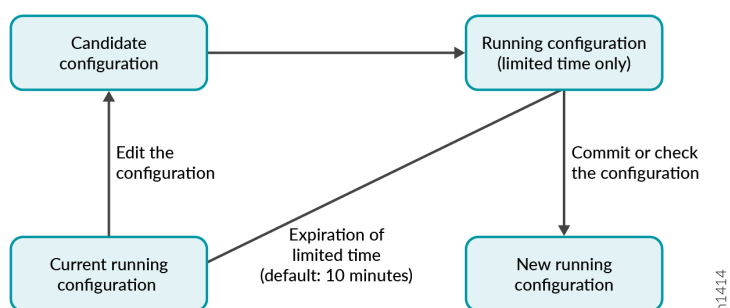 Candidate
configuration
Running configuration
(limited time only)
Edit the
configuration
Commit or check
the configuration
Expiration of
limited time
(default: 10 minutes)
Current running
configuration
New running
configuration